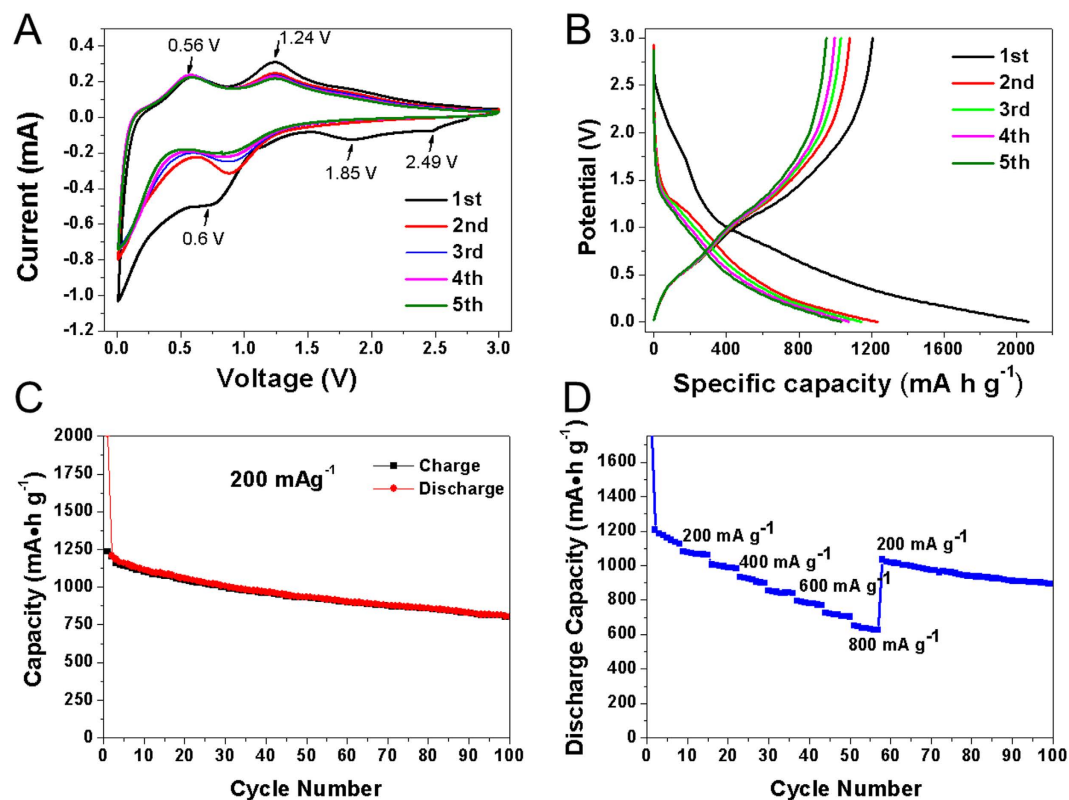 A
0.56 V
1.24 V
0.4
0.2
0.0
-0.2
-0.4
-0.6
-0.8
-1.0
-1.2
Current (mA)
1.85 V
2.49 V
0.6 V
1st
2nd
3rd
4th
5th
0.0 0.5 1.0 1.5 2.0 2.5 3.0
Voltage (V)
B
3.0
2.5
2.0
1.5
1.0
0.5
0.0
Potential (V)
1st
2nd
3rd
4th
5th
0 400 800 1200 1600 2000
Specific capacity (mA h g-1)
C
2000
1750
1500
1250
1000
750
500
250
0
Capacity (mA•h g-1)
200 mAg-1
Charge
Discharge
0 10 20 30 40 50 60 70 80 90 100
Cycle Number
D
1600
1400
1200
1000
800
600
400
200
0
Discharge Capacity (mA•h g-1)
200 mA g-1
200 mA g-1
400 mA g-1
600 mA g-1
800 mA g-1
0 10 20 30 40 50 60 70 80 90 100
Cycle Number